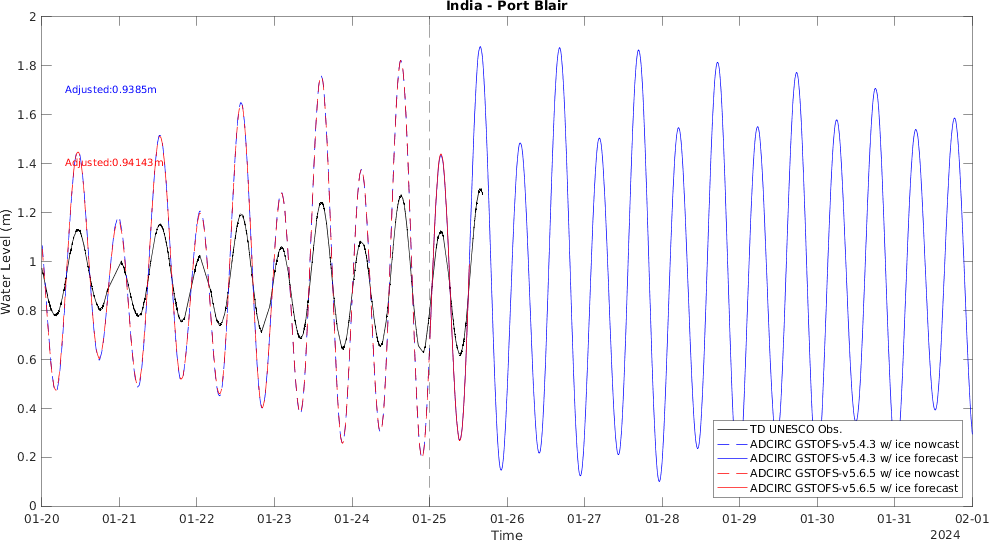 India - Port Blair
2
1.8
1.6
1.4
1.2
1
0.8
0.6
0.4
0.2
0
Water Level (m)
Adjusted:0.9385m
Adjusted:0.94143m
TD UNESCO Obs.
ADCIRC GSTOFS-v5.4.3 w/ ice nowcast
ADCIRC GSTOFS-v5.4.3 w/ ice forecast
ADCIRC GSTOFS-v5.6.5 w/ ice nowcast
ADCIRC GSTOFS-v5.6.5 w/ ice forecast
01-20 01-21 01-22 01-23 01-24 01-25 01-26 01-27 01-28 01-29 01-30 01-31 02-01
Time
2024